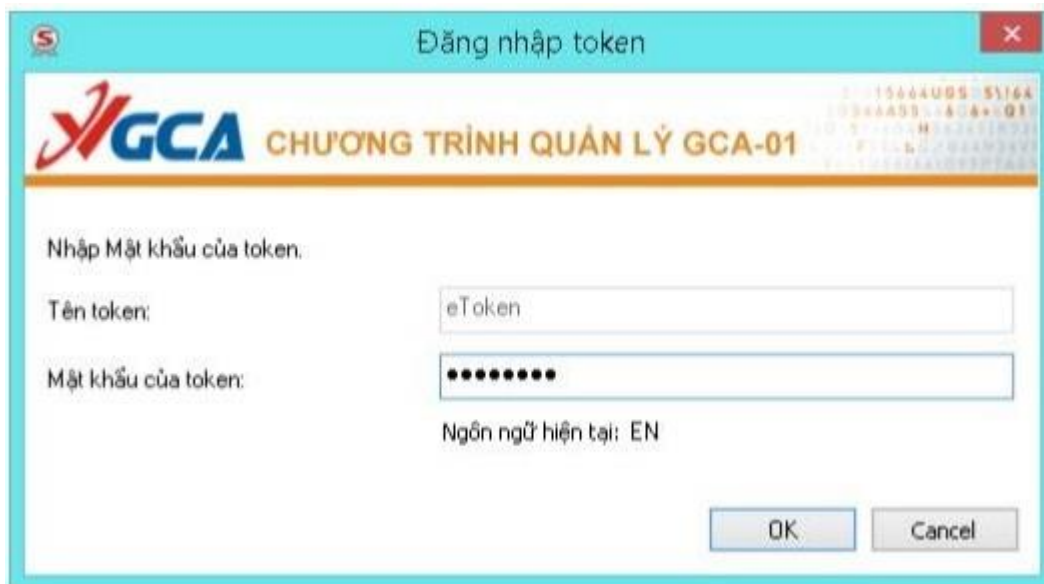 Đăng nhập token
VGCA CHƯƠNG TRÌNH QUẢN LÝ GCA-01
Nhập Mật khẩu của token.
Tên token: eToken
Mật khẩu của token: ●●●●●●●●
Ngôn ngữ hiện tại: EN
OK Cancel